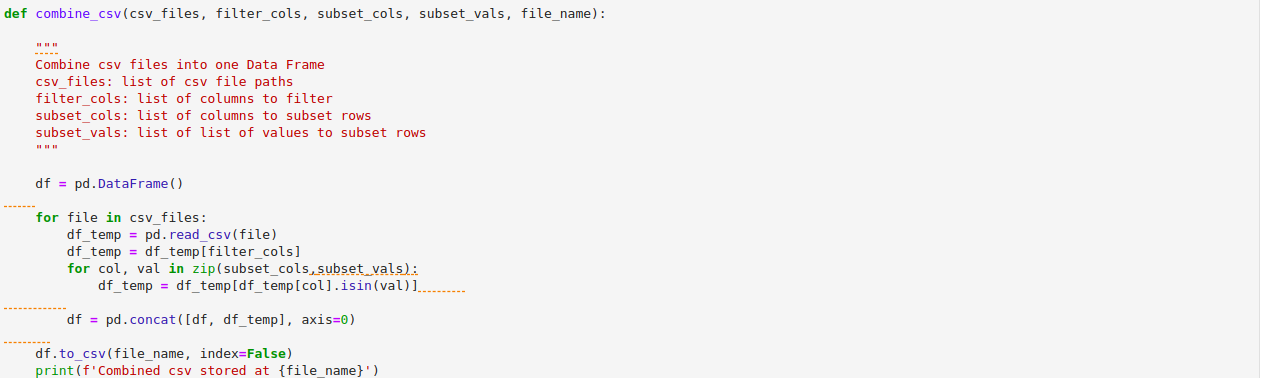 def combine_csv(csv_files, filter_cols, subset_cols, subset_vals, file_name):
    """
    Combine csv files into one Data Frame
    csv_files: list of csv file paths
    filter_cols: list of columns to filter
    subset_cols: list of columns to subset rows
    subset_vals: list of list of values to subset rows
    """
    df = pd.DataFrame()
    for file in csv_files:
        df_temp = pd.read_csv(file)
        df_temp = df_temp[filter_cols]
        for col, val in zip(subset_cols,subset_vals):
            df_temp = df_temp[df_temp[col].isin(val)]
        df = pd.concat([df, df_temp], axis=0)
    df.to_csv(file_name, index=False)
    print(f'Combined csv stored at {file_name}')